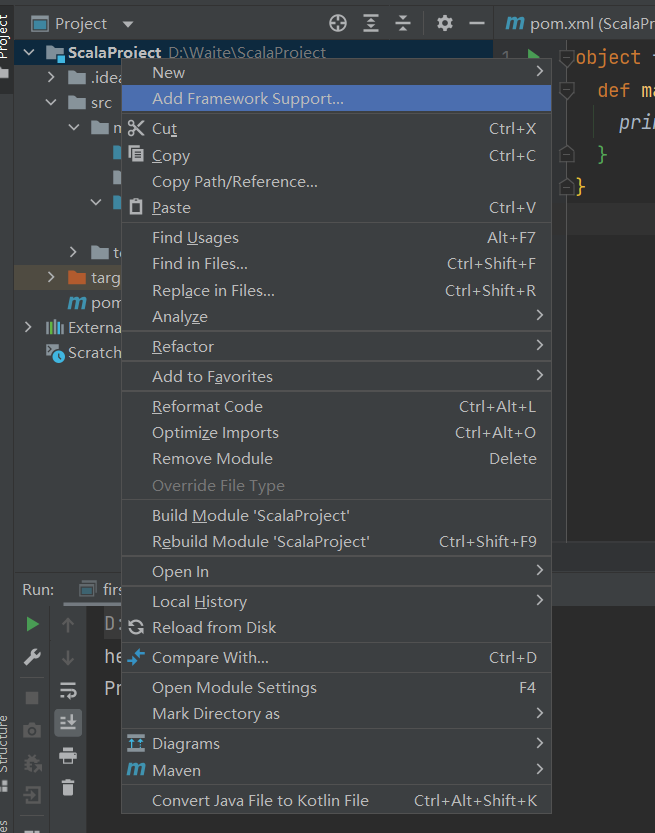 Project
Project
pom.xml (ScalaPr
ScalaProject D:\Waite\ScalaProject
1
object
.idea
src
def ma
prin
}
}
targ
pom
Externa
Scratch
New
Add Framework Support...
Cut Ctrl+X
Copy Ctrl+C
Copy Path/Reference...
Paste Ctrl+V
Find Usages Alt+F7
Find in Files... Ctrl+Shift+F
Replace in Files... Ctrl+Shift+R
Analyze
Refactor
Add to Favorites
Reformat Code Ctrl+Alt+L
Optimize Imports Ctrl+Alt+O
Remove Module Delete
Override File Type
Build Module 'ScalaProject'
Rebuild Module 'ScalaProject' Ctrl+Shift+F9
Open In
Local History
Reload from Disk
Compare With... Ctrl+D
Open Module Settings F4
Mark Directory as
Diagrams
Maven
Convert Java File to Kotlin File Ctrl+Alt+Shift+K
Run: firs
D:
he
Pr
Structure